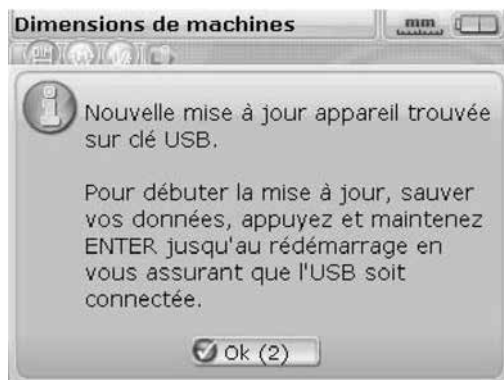 Dimensions de machines
mm
Nouvelle mise à jour appareil trouvée
sur clé USB.
Pour débuter la mise à jour, sauver
vos données, appuyez et maintenez
ENTER jusqu'au rédémarrage en
vous assurant que l'USB soit
connectée.
Ok (2)